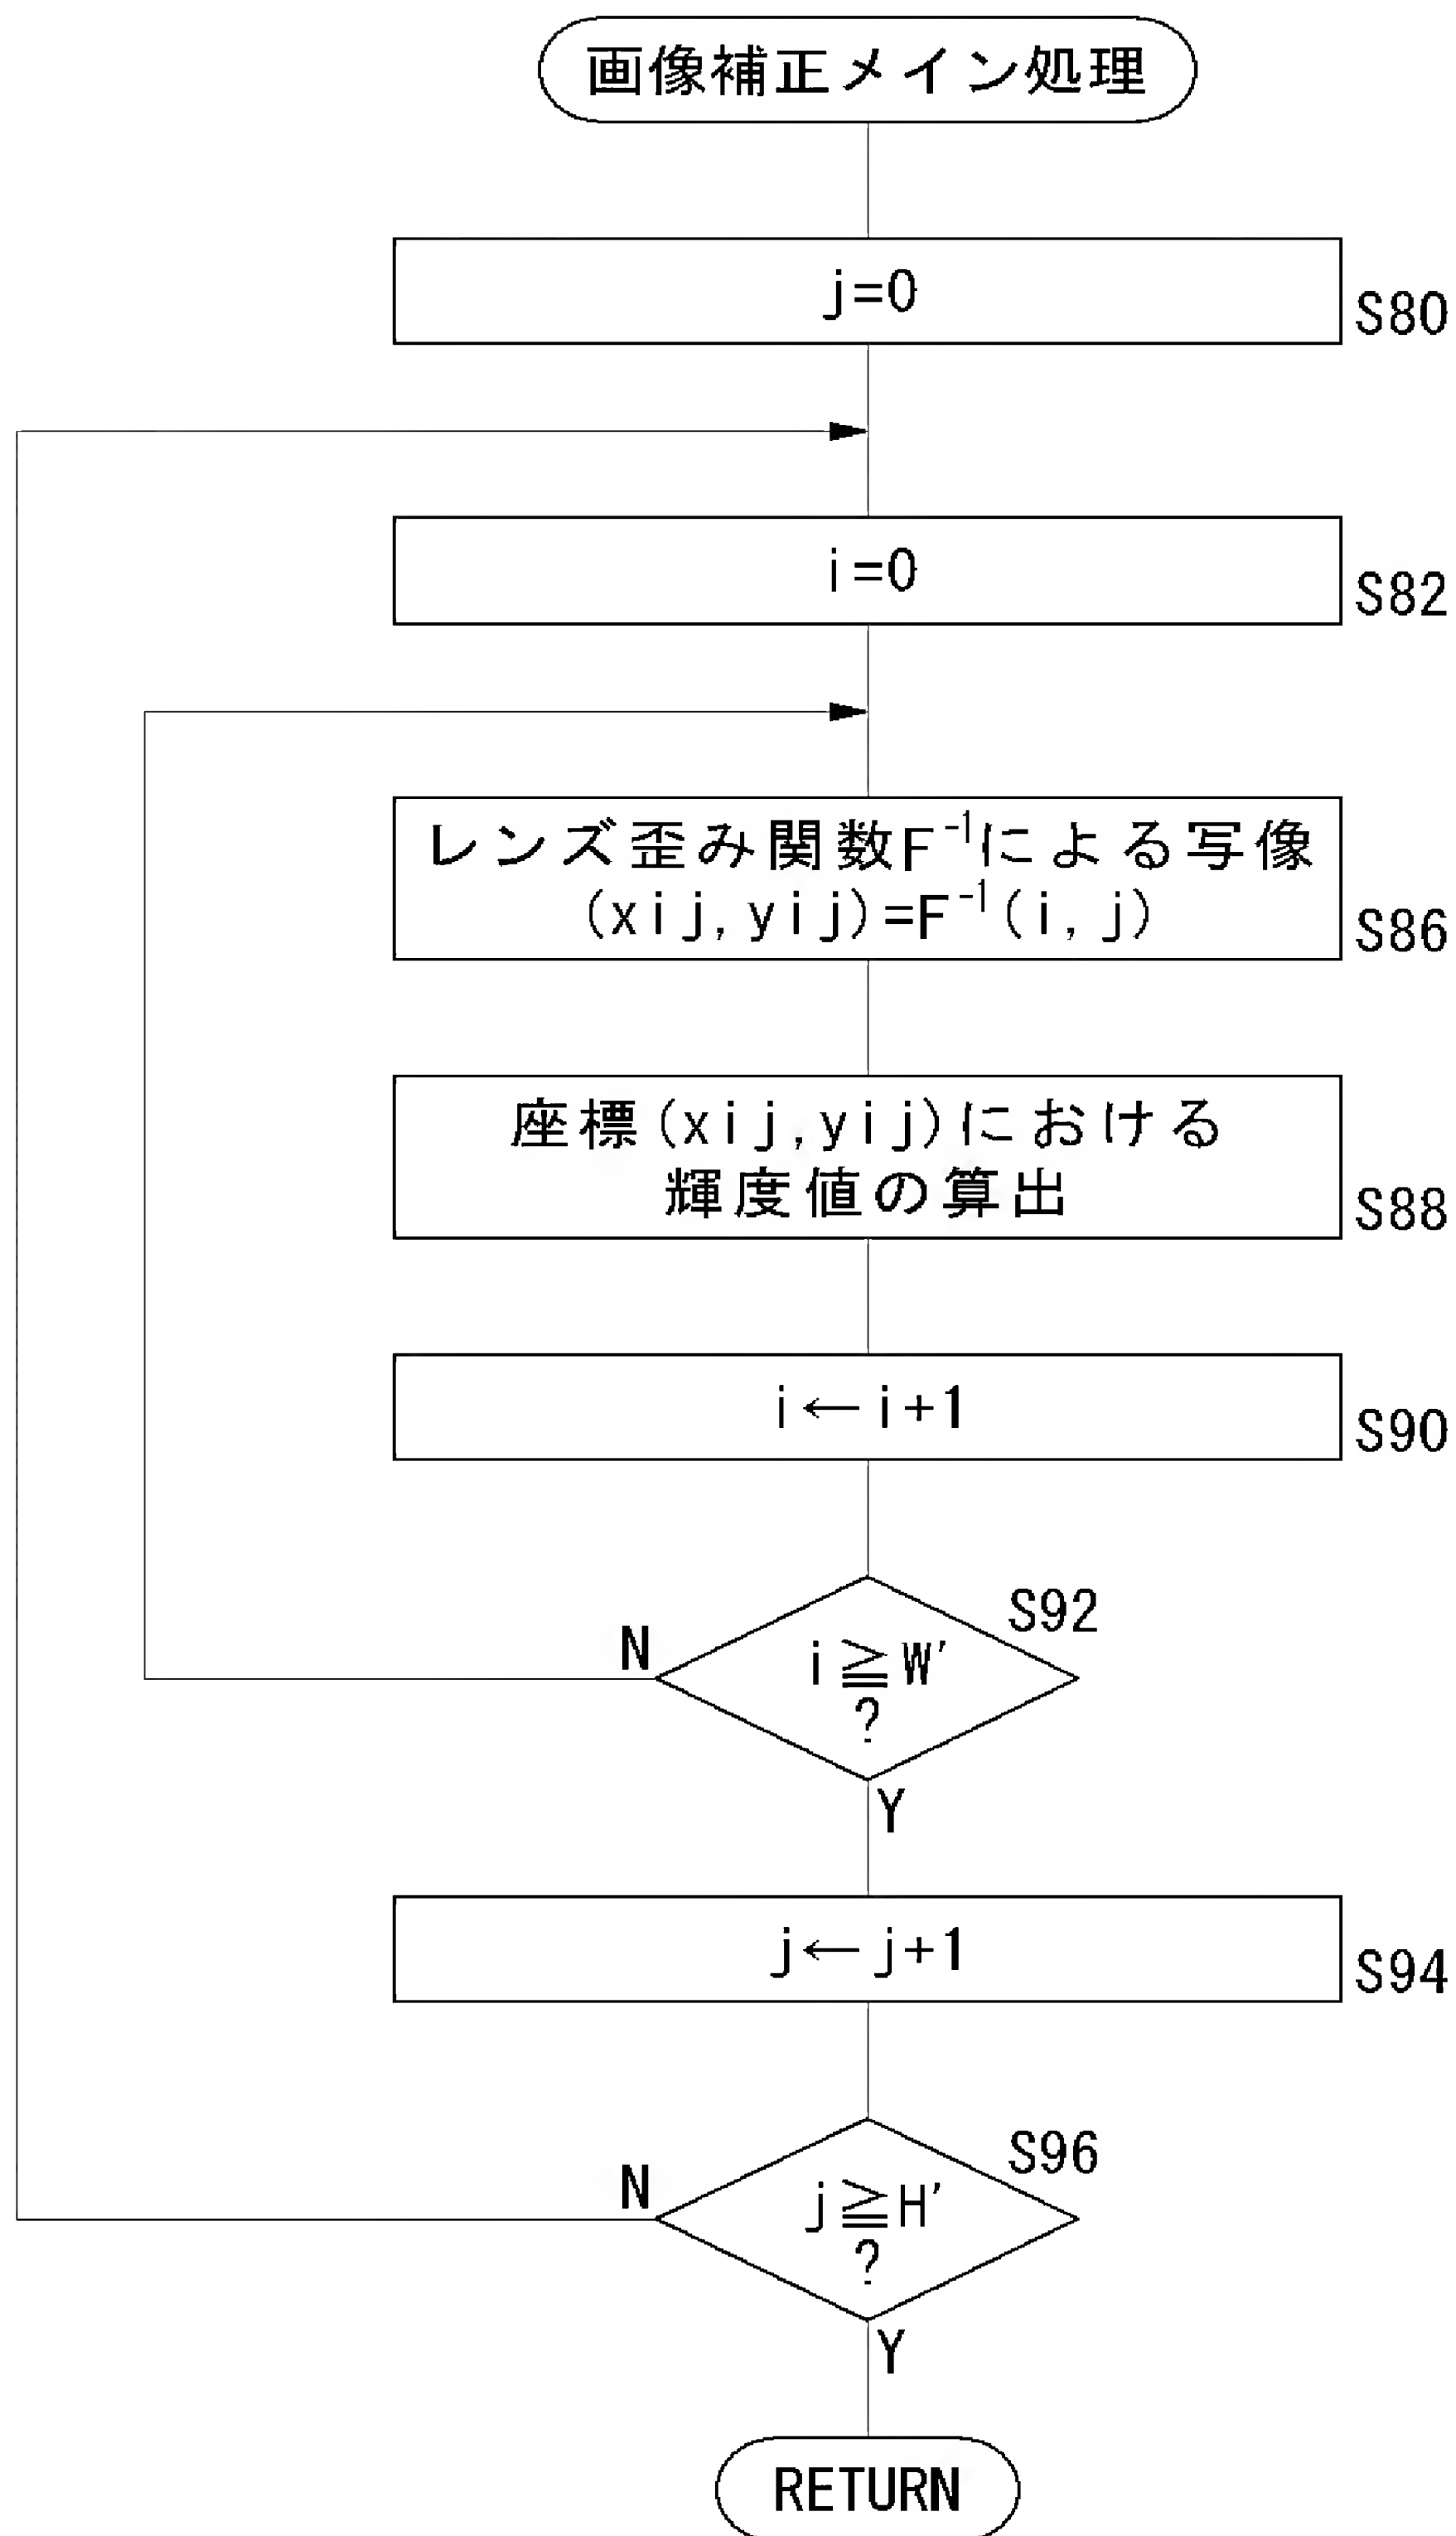 画像補正メイン処理
j=0
S80
i=0
S82
レンズ歪み関数F⁻¹による写像
(xij,yij)=F⁻¹(i,j)
S86
座標(xij,yij)における
輝度値の算出
S88
i←i+1
S90
S92
N
i≧W'
?
Y
j←j+1
S94
S96
N
j≧H'
?
Y
RETURN